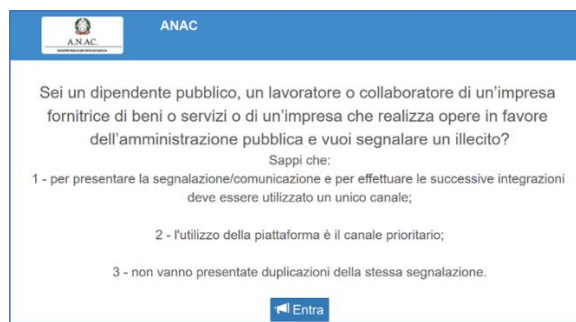 ANAC
A.N.AC.
Sei un dipendente pubblico, un lavoratore o collaboratore di un'impresa
fornitrice di beni o servizi o di un'impresa che realizza opere in favore
dell'amministrazione pubblica e vuoi segnalare un illecito?
Sappi che:
1 - per presentare la segnalazione/comunicazione e per effettuare le successive integrazioni
deve essere utilizzato un unico canale;
2 - l'utilizzo della piattaforma è il canale prioritario;
3 - non vanno presentate duplicazioni della stessa segnalazione.
Entra